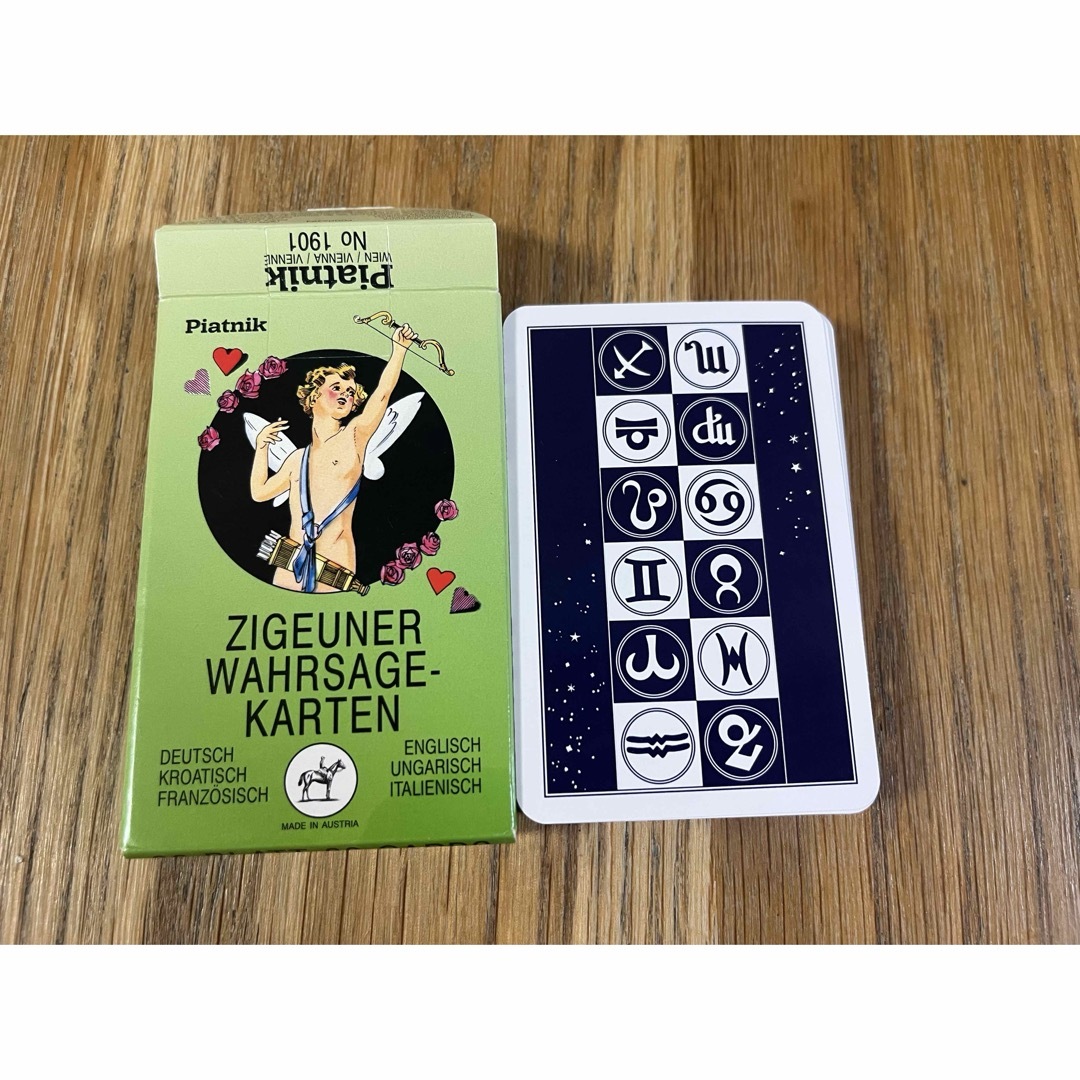 Piatnik
WIEN / VIENNA / VIENNE
No 1901
Piatnik
ZIGEUNER
WAHRSAGE-
KARTEN
DEUTSCH
KROATISCH
FRANZÖSISCH
ENGLISCH
UNGARISCH
ITALIENISCH
MADE IN AUSTRIA